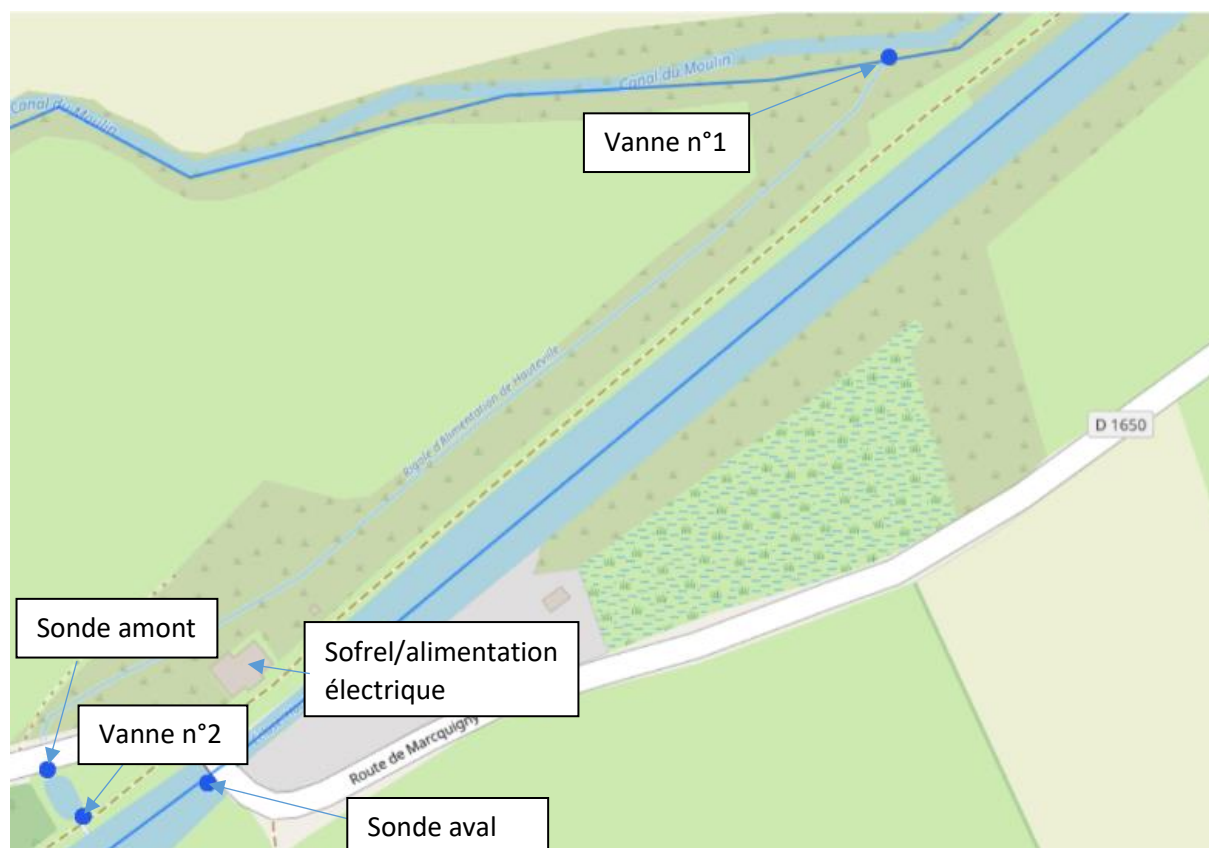 Canal du Moulin
Canal du Moulin
Vanne n°1
Rigole d'Alimentation de Hauteville
D 1650
Sonde amont
Sofrel/alimentation
électrique
Vanne n°2
Route de Marcquigny
Sonde aval